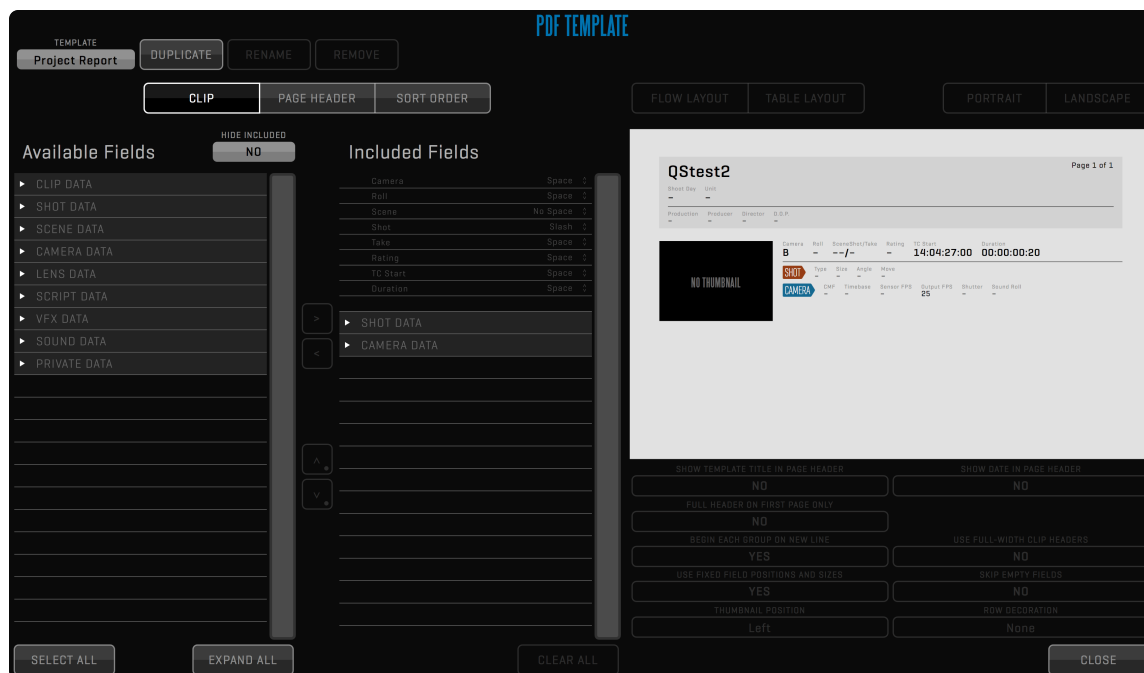 PDF TEMPLATE
TEMPLATE
Project Report
DUPLICATE
RENAME
REMOVE
CLIP
PAGE HEADER
SORT ORDER
FLOW LAYOUT
TABLE LAYOUT
PORTRAIT
LANDSCAPE
Available Fields
HIDE INCLUDED
NO
CLIP DATA
SHOT DATA
SCENE DATA
CAMERA DATA
LENS DATA
SCRIPT DATA
VFX DATA
SOUND DATA
PRIVATE DATA
SELECT ALL
EXPAND ALL
>
<
Included Fields
Camera Space
Roll Space
Scene No Space
Shot Slash
Take Space
Rating Space
TC Start Space
Duration Space
SHOT DATA
CAMERA DATA
CLEAR ALL
QStest2
Page 1 of 1
Shoot Day Unit
– –
Production Producer Director D.O.P.
– – – –
NO THUMBNAIL
Camera Roll SceneShot/Take Rating TC Start Duration
B – --/– – 14:04:27:00 00:00:00:20
SHOT Type Size Angle Move
– – – –
CAMERA CMF Timebase Sensor FPS Output FPS Shutter Sound Roll
– – – 25 – –
SHOW TEMPLATE TITLE IN PAGE HEADER
NO
SHOW DATE IN PAGE HEADER
NO
FULL HEADER ON FIRST PAGE ONLY
NO
BEGIN EACH GROUP ON NEW LINE
YES
USE FULL-WIDTH CLIP HEADERS
NO
USE FIXED FIELD POSITIONS AND SIZES
YES
SKIP EMPTY FIELDS
NO
THUMBNAIL POSITION
Left
ROW DECORATION
None
CLOSE